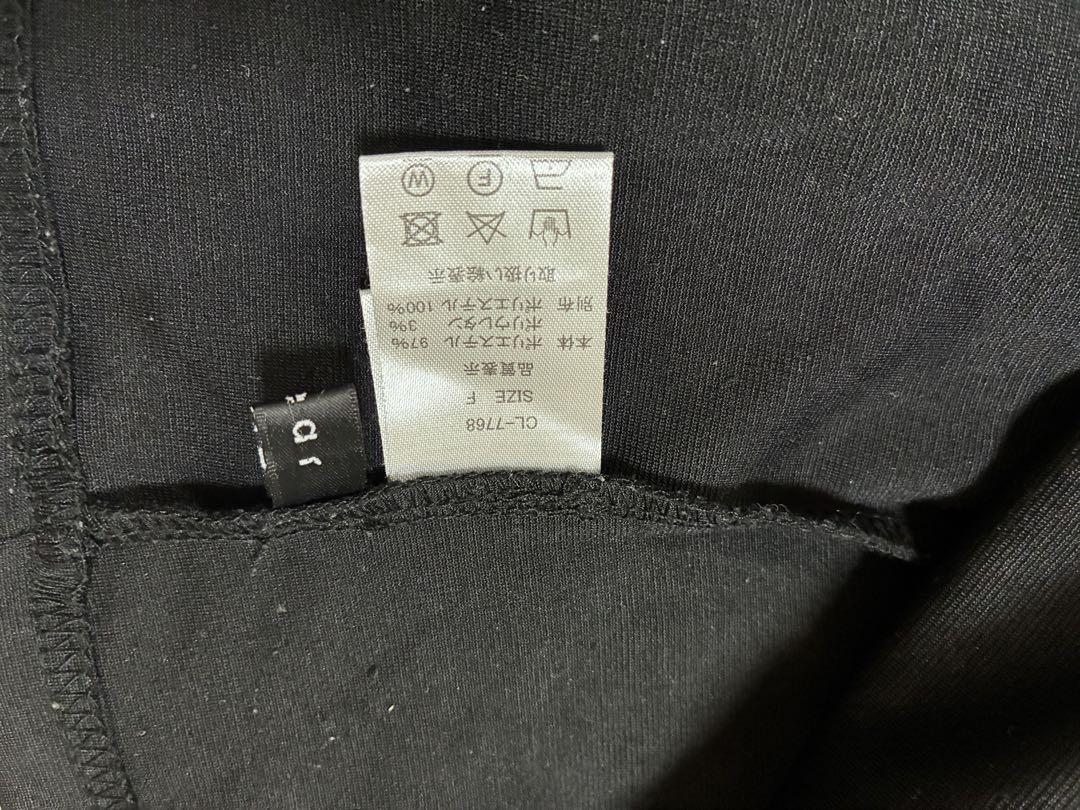 CL-7768
SIZE F
品質表示
本体 ポリエステル 97%
ポリウレタン 3%
別布 ポリエステル 100%
取り扱い絵表示
F W
a r